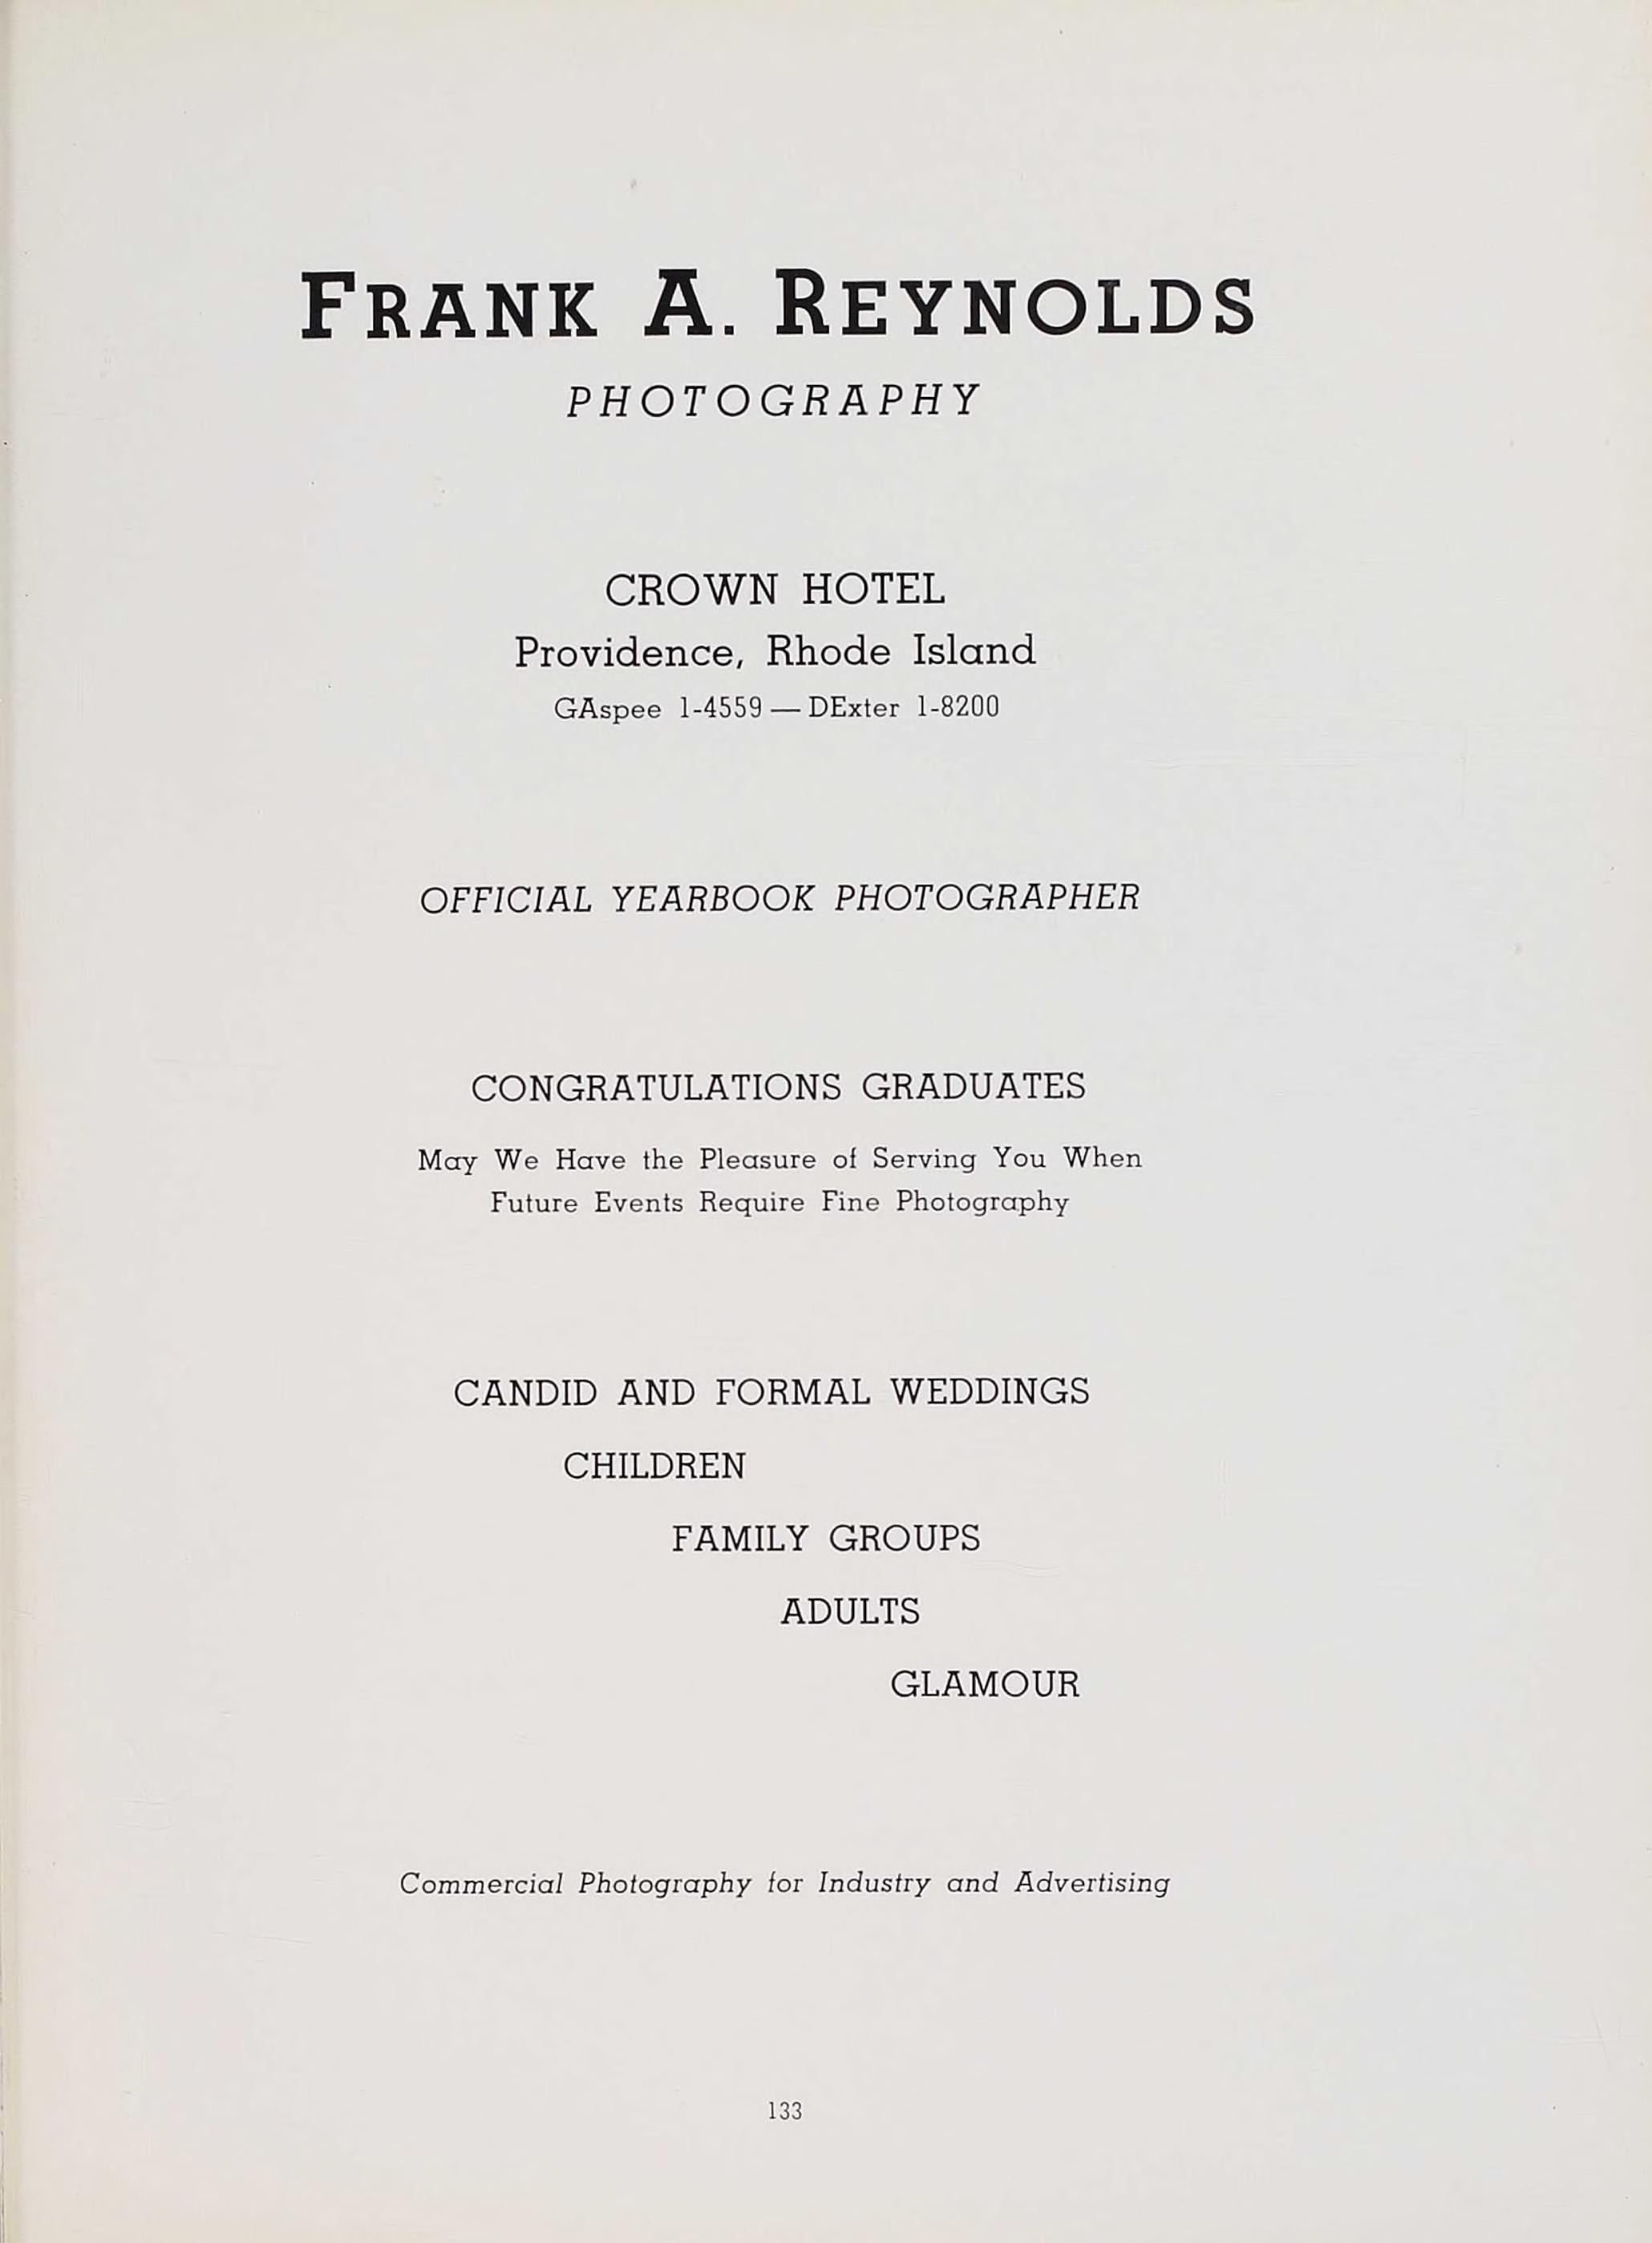 FRANK A. REYNOLDS
PHOTOGRAPHY
CROWN HOTEL
Providence, Rhode Island
GAspee 1-4559 — DExter 1-8200
OFFICIAL YEARBOOK PHOTOGRAPHER
CONGRATULATIONS GRADUATES
May We Have the Pleasure of Serving You When
Future Events Require Fine Photography
CANDID AND FORMAL WEDDINGS
CHILDREN
FAMILY GROUPS
ADULTS
GLAMOUR
Commercial Photography for Industry and Advertising
133